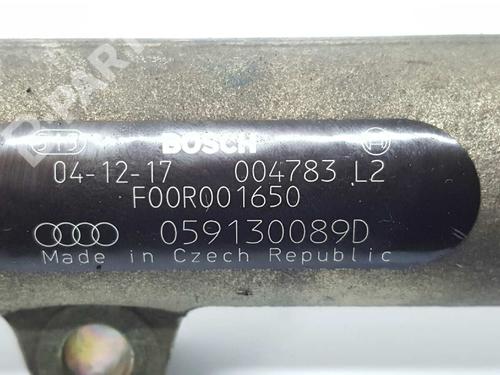 BOSCH
04-12-17 004783 L2
F00R001650
059130089D
Made in Czech Republic